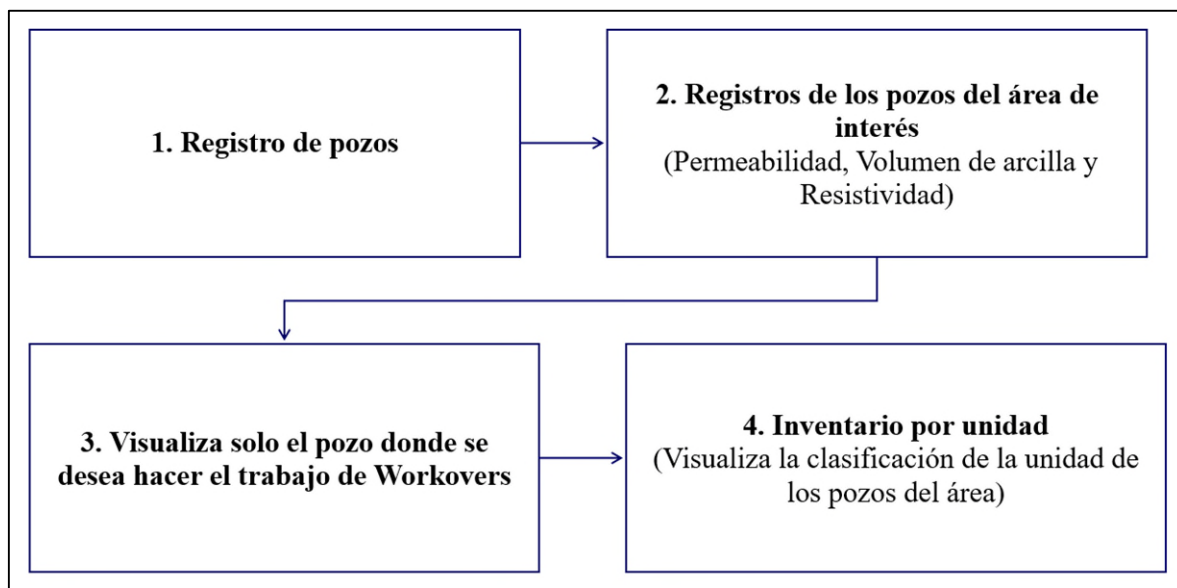 1. Registro de pozos
2. Registros de los pozos del área de
interés
(Permeabilidad, Volumen de arcilla y
Resistividad)
3. Visualiza solo el pozo donde se
desea hacer el trabajo de Workovers
4. Inventario por unidad
(Visualiza la clasificación de la unidad de
los pozos del área)